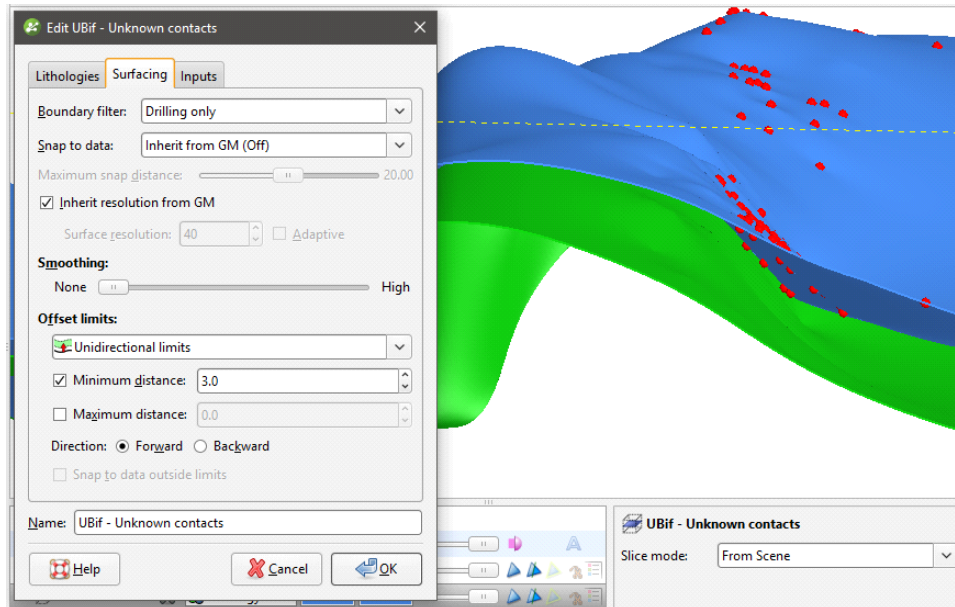 Edit UBif - Unknown contacts
Lithologies Surfacing Inputs
Boundary filter: Drilling only
Snap to data: Inherit from GM (Off)
Maximum snap distance: 20.00
Inherit resolution from GM
Surface resolution: 40 Adaptive
Smoothing:
None High
Offset limits:
Unidirectional limits
Minimum distance: 3.0
Maximum distance: 0.0
Direction: Forward Backward
Snap to data outside limits
Name: UBif - Unknown contacts
Help Cancel OK
UBif - Unknown contacts
Slice mode: From Scene